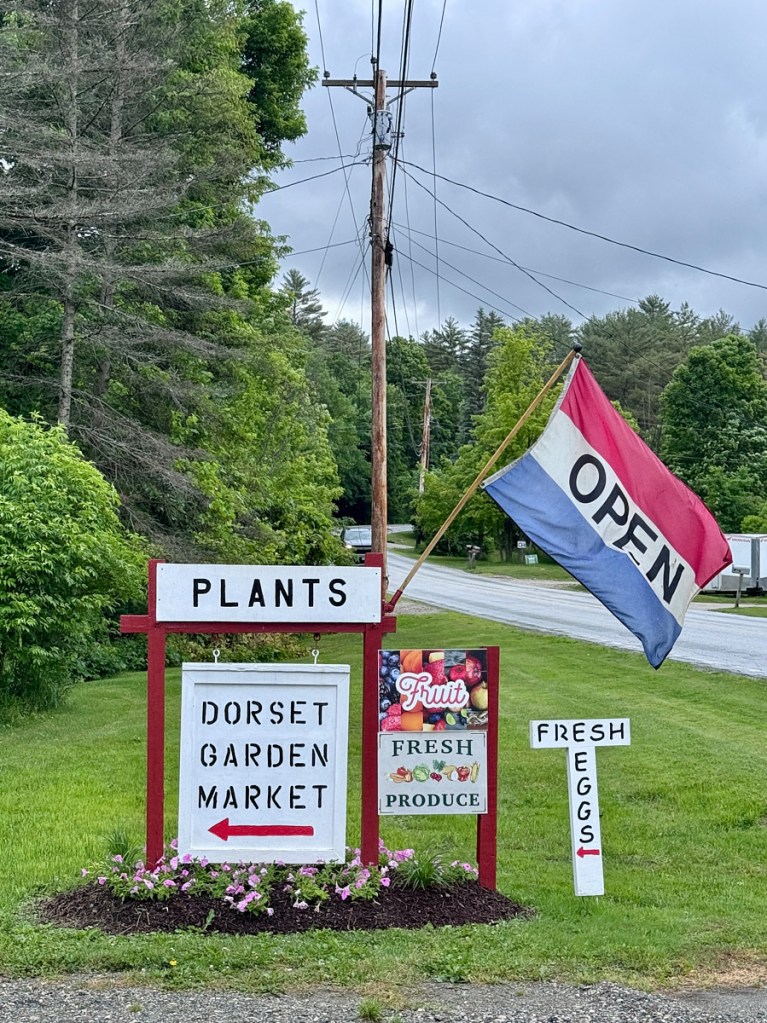 OPEN
PLANTS
DORSET
GARDEN
MARKET
Fruit
FRESH
PRODUCE
FRESH
EGGS